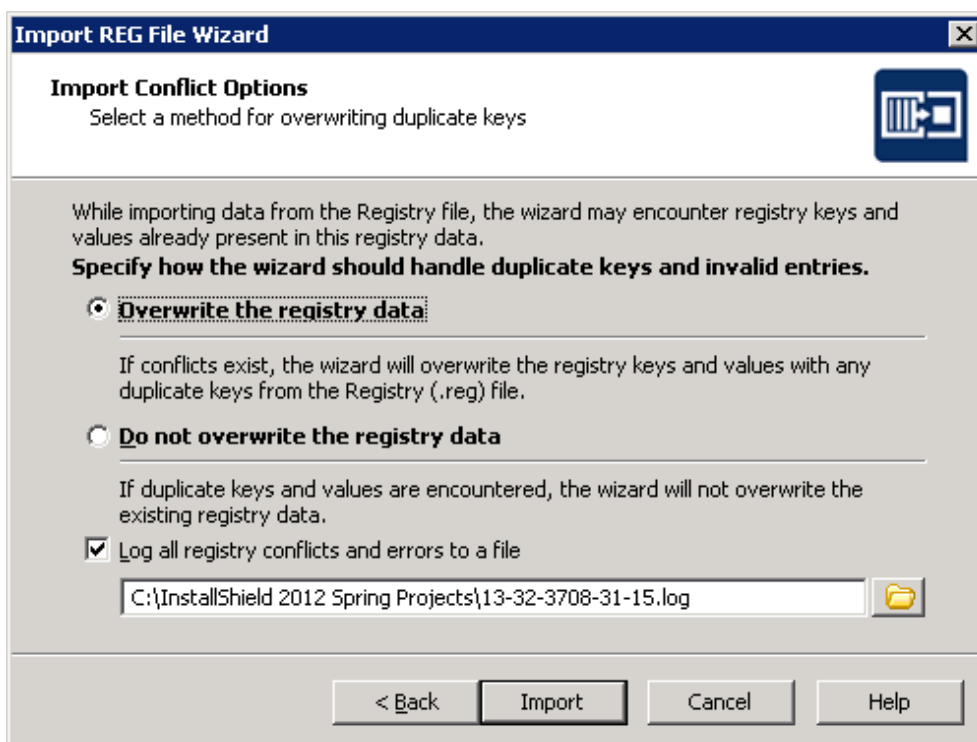 Import REG File Wizard
Import Conflict Options
Select a method for overwriting duplicate keys
While importing data from the Registry file, the wizard may encounter registry keys and
values already present in this registry data.
Specify how the wizard should handle duplicate keys and invalid entries.
Overwrite the registry data
If conflicts exist, the wizard will overwrite the registry keys and values with any
duplicate keys from the Registry (.reg) file.
Do not overwrite the registry data
If duplicate keys and values are encountered, the wizard will not overwrite the
existing registry data.
Log all registry conflicts and errors to a file
C:\InstallShield 2012 Spring Projects\13-32-3708-31-15.log
< Back Import Cancel Help